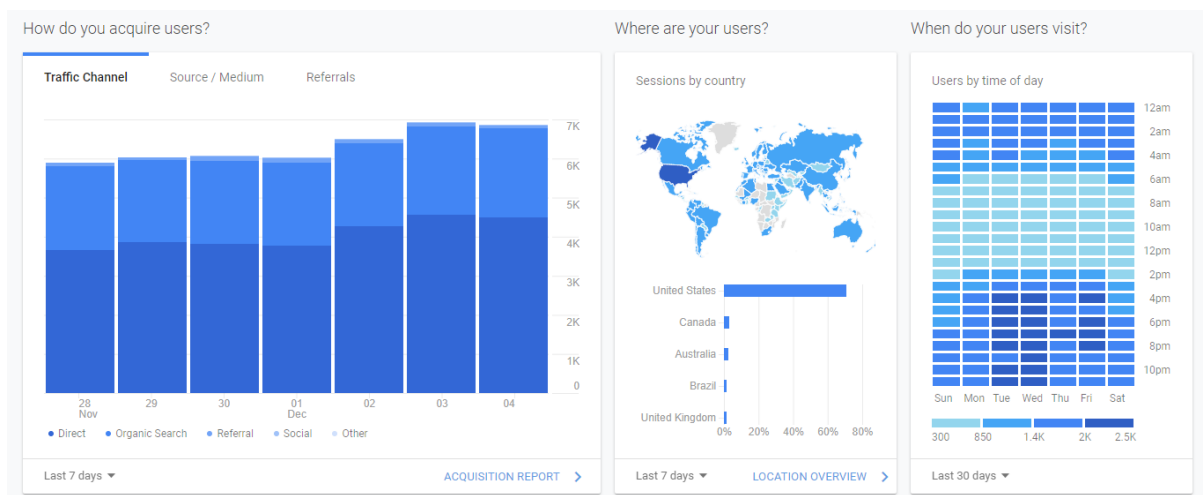 How do you acquire users?
Where are your users?
When do your users visit?
Traffic Channel
Source / Medium
Referrals
7K
6K
5K
4K
3K
2K
1K
0
28
Nov
29
30
01
Dec
02
03
04
Direct
Organic Search
Referral
Social
Other
Last 7 days
ACQUISITION REPORT
Sessions by country
United States
Canada
Australia
Brazil
United Kingdom
0%
20%
40%
60%
80%
Last 7 days
LOCATION OVERVIEW
Users by time of day
12am
2am
4am
6am
8am
10am
12pm
2pm
4pm
6pm
8pm
10pm
Sun
Mon
Tue
Wed
Thu
Fri
Sat
300
850
1.4K
2K
2.5K
Last 30 days